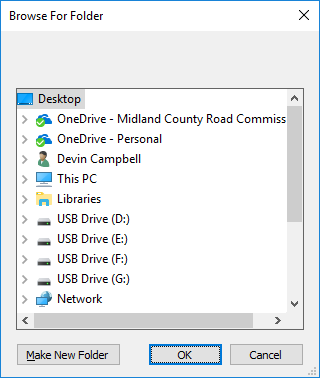 Browse For Folder
Desktop
OneDrive - Midland County Road Commiss
OneDrive - Personal
Devin Campbell
This PC
Libraries
USB Drive (D:)
USB Drive (E:)
USB Drive (F:)
USB Drive (G:)
Network
Make New Folder OK Cancel